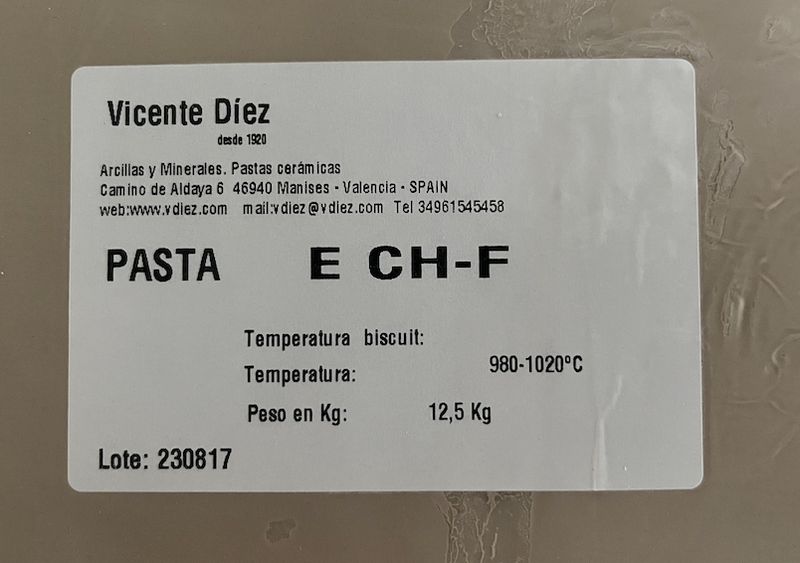 Vicente Díez
desde 1920
Arcillas y Minerales. Pastas cerámicas
Camino de Aldaya 6 46940 Manises - Valencia - SPAIN
web:www.vdiez.com mail:vdiez@vdiez.com Tel 34961545458
PASTA E CH-F
Temperatura biscuit:
Temperatura: 980-1020ºC
Peso en Kg: 12,5 Kg
Lote: 230817